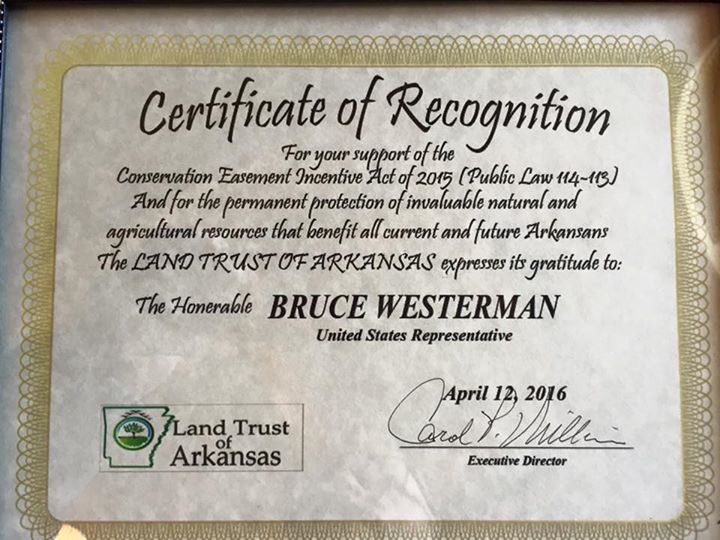 Certificate of Recognition
For your support of the
Conservation Easement Incentive Act of 2015 (Public Law 114-113)
And for the permanent protection of invaluable natural and
agricultural resources that benefit all current and future Arkansans
The LAND TRUST OF ARKANSAS expresses its gratitude to:
The Honerable BRUCE WESTERMAN
United States Representative
April 12, 2016
Carol P.
Executive Director
Land Trust
of
Arkansas